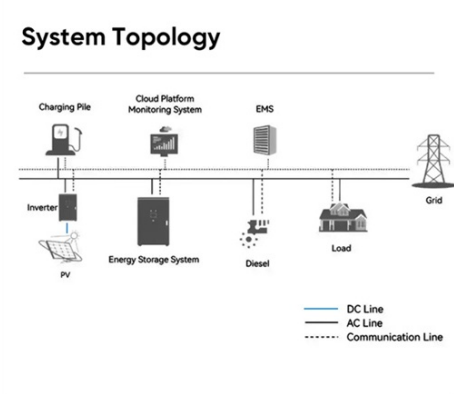 System Topology
Charging Pile
Cloud Platform
Monitoring System
EMS
Grid
Inverter
PV
Energy Storage System
Diesel
Load
DC Line
AC Line
Communication Line